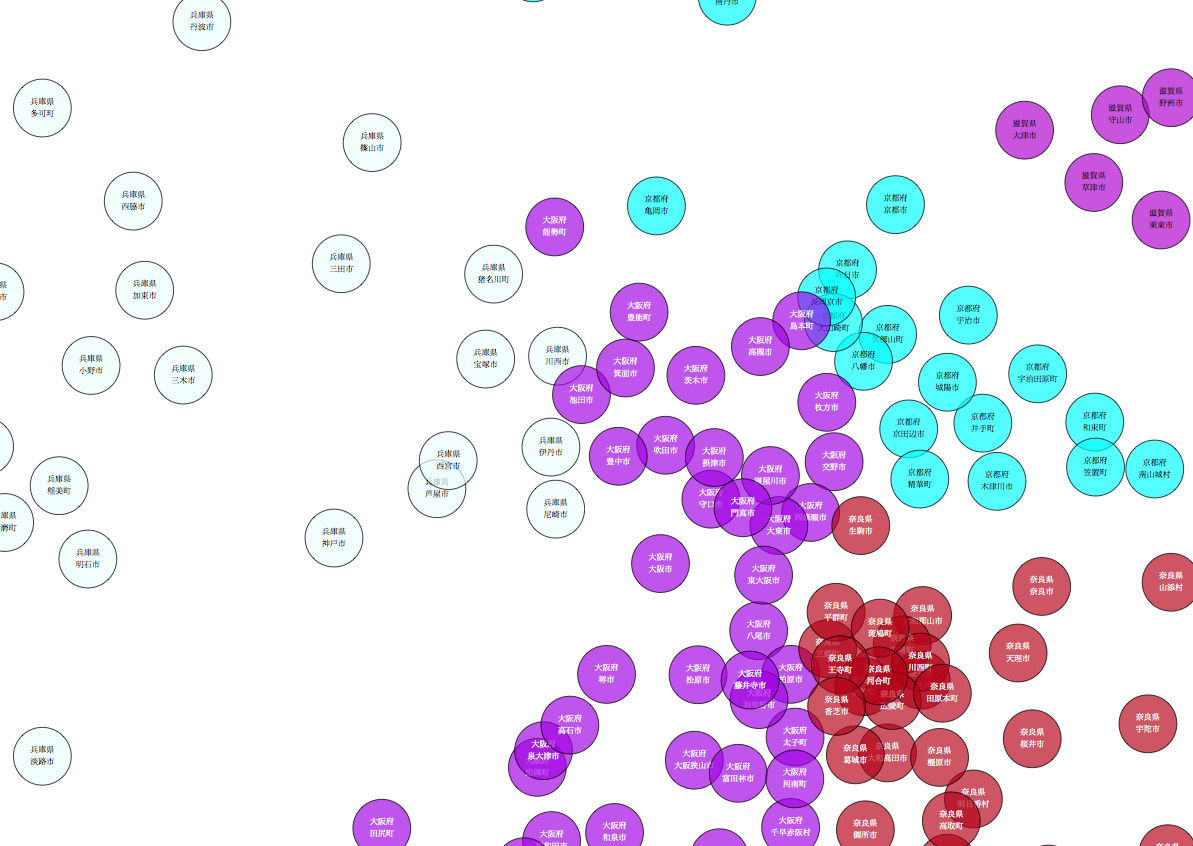 兵庫県
丹波市
南丹市
兵庫県
多可町
滋賀県
野洲市
滋賀県
守山市
滋賀県
大津市
兵庫県
篠山市
滋賀県
草津市
兵庫県
西脇市
京都府
亀岡市
京都府
京都市
滋賀県
栗東市
大阪府
能勢町
兵庫県
三田市
兵庫県
猪名川町
京都府
向日市
兵庫県
加東市
京都府
長岡京市
大阪府
豊能町
大阪府
島本町
大山崎町
京都府
宇治市
京都府
久御山町
大阪府
高槻市
兵庫県
小野市
兵庫県
三木市
兵庫県
宝塚市
兵庫県
川西市
大阪府
箕面市
大阪府
茨木市
京都府
八幡市
京都府
宇治田原町
京都府
城陽市
大阪府
池田市
大阪府
枚方市
京都府
京田辺市
京都府
井手町
京都府
和束町
兵庫県
伊丹市
大阪府
豊中市
大阪府
吹田市
大阪府
摂津市
兵庫県
西宮市
兵庫県
芦屋市
大阪府
寝屋川市
大阪府
交野市
京都府
精華町
京都府
木津川市
京都府
笠置町
京都府
南山城村
兵庫県
稲美町
大阪府
守口市
大阪府
門真市
大阪府
大東市
大阪府
四條畷市
兵庫県
尼崎市
奈良県
生駒市
庫県
磨町
兵庫県
神戸市
兵庫県
明石市
大阪府
大阪市
大阪府
東大阪市
奈良県
奈良市
奈良県
山添村
奈良県
平群町
奈良県
斑鳩町
奈良県
大和郡山市
大阪府
八尾市
奈良県
天理市
奈良県
王寺町
奈良県
川西町
奈良県
河合町
大阪府
堺市
大阪府
松原市
大阪府
藤井寺市
大阪府
柏原市
奈良県
田原本町
奈良県
香芝市
広陵町
大阪府
高石市
大阪府
泉大津市
大阪府
太子町
奈良県
宇陀市
奈良県
桜井市
兵庫県
淡路市
大阪府
大阪狭山市
大阪府
富田林市
大阪府
河南町
奈良県
葛城市
奈良県
大和高田市
奈良県
橿原市
奈良県
明日香村
大阪府
田尻町
大阪府
大阪府
和泉市
大阪府
千早赤阪村
奈良県
御所市
奈良県
高取町